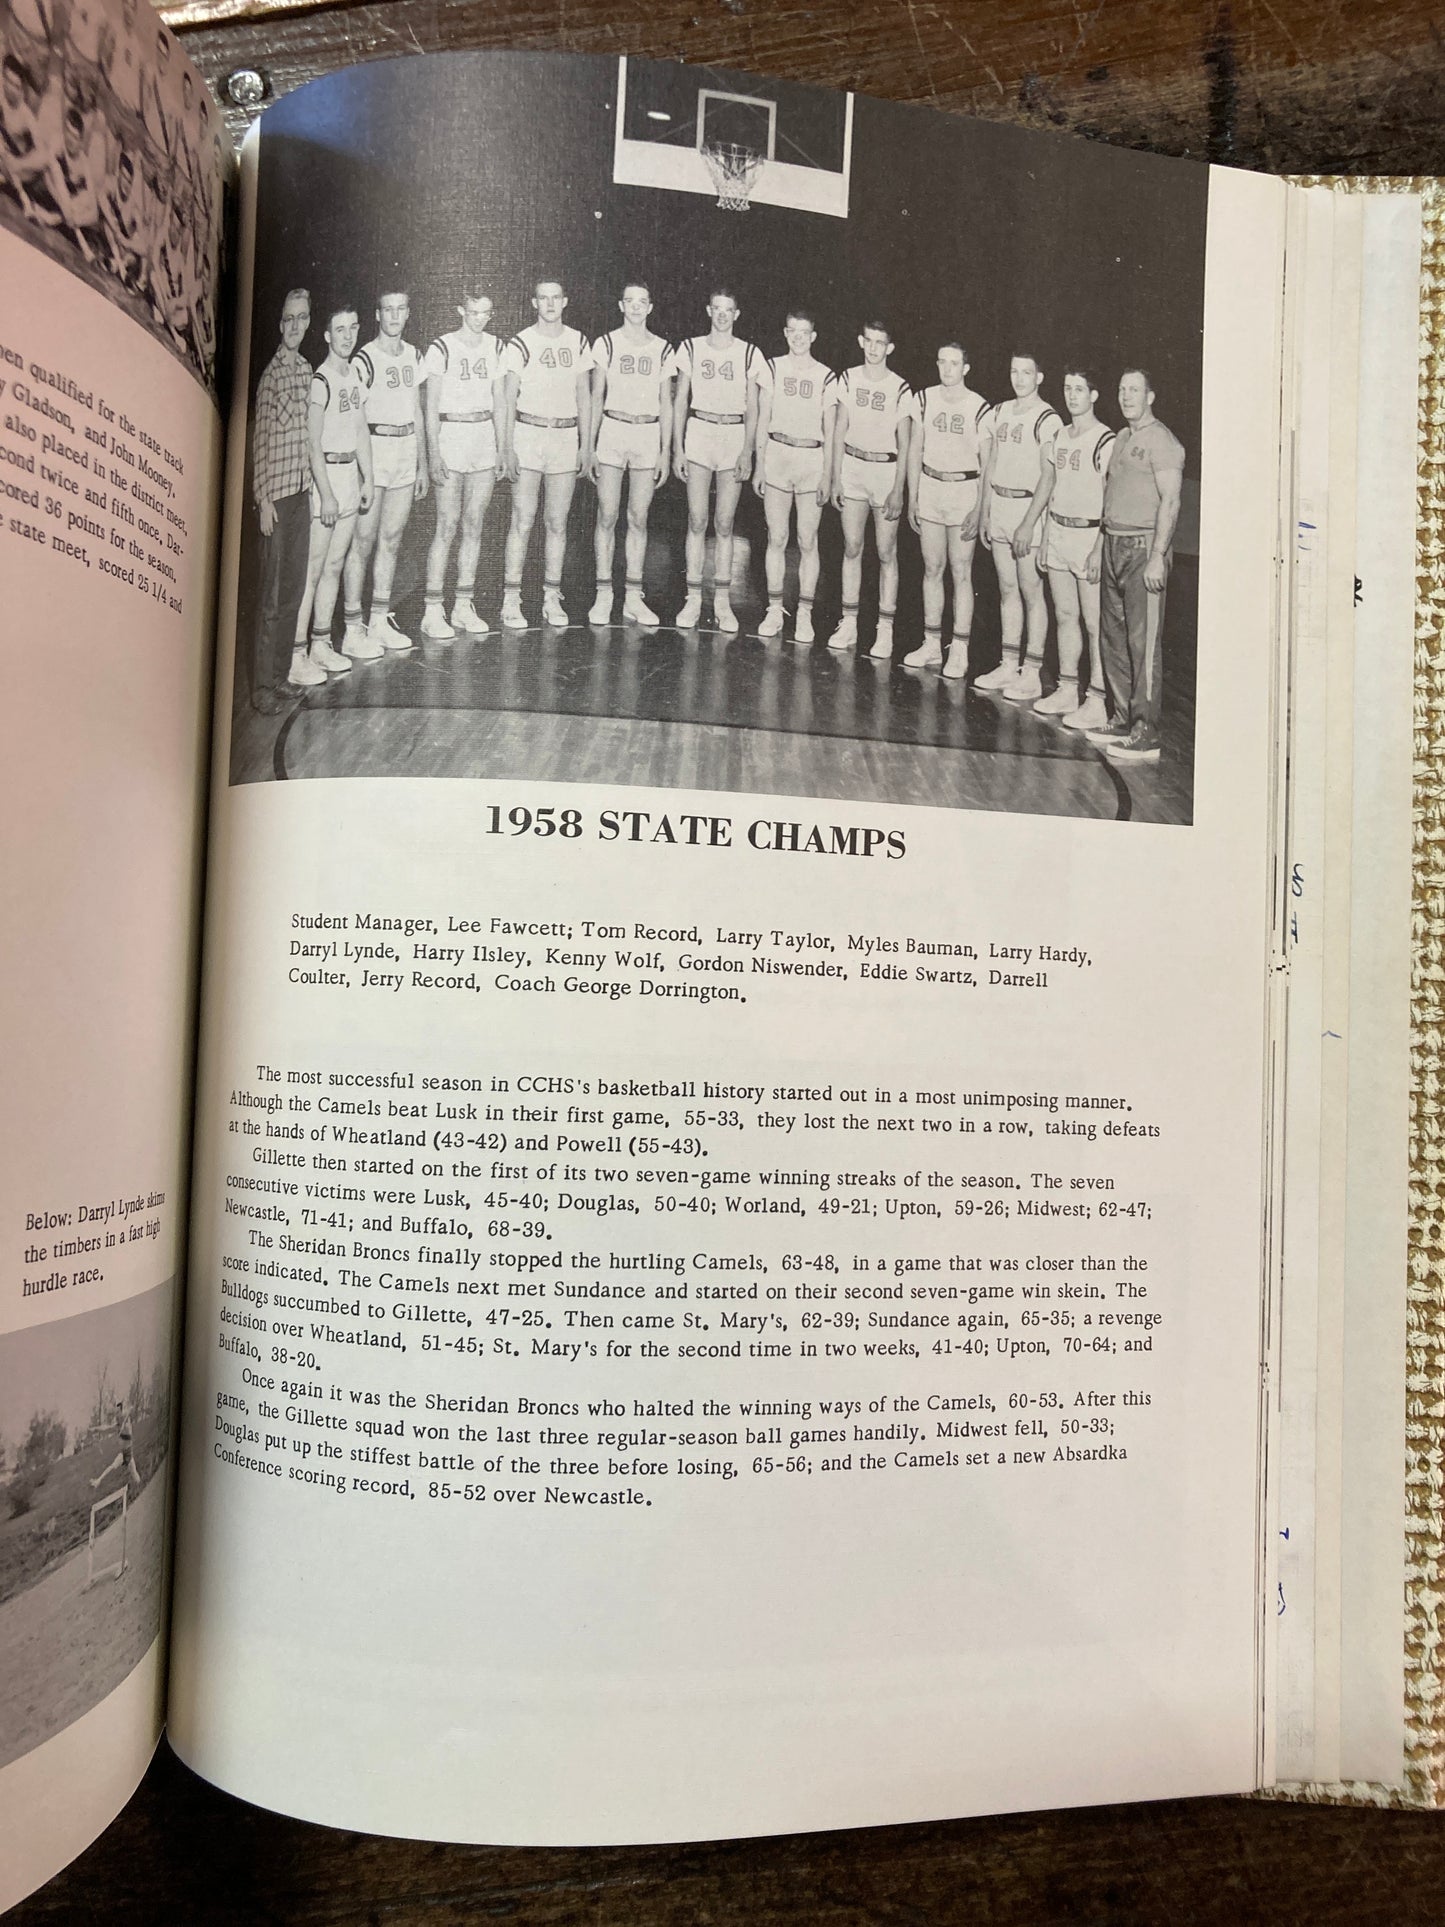 pen qualified for the state track
y Gladson, and John Mooney.
also placed in the district meet,
cond twice and fifth once. Dar-
cored 36 points for the season,
e state meet, scored 25 1/4 and
Below: Darryl Lynde skims
the timbers in a fast high
hurdle race.
24
30
14
40
20
34
50
52
42
44
54
54
1958 STATE CHAMPS
Student Manager, Lee Fawcett; Tom Record, Larry Taylor, Myles Bauman, Larry Hardy,
Darryl Lynde, Harry Ilsley, Kenny Wolf, Gordon Niswender, Eddie Swartz, Darrell
Coulter, Jerry Record, Coach George Dorrington.
The most successful season in CCHS's basketball history started out in a most unimposing manner.
Although the Camels beat Lusk in their first game, 55-33, they lost the next two in a row, taking defeats
at the hands of Wheatland (43-42) and Powell (55-43).
Gillette then started on the first of its two seven-game winning streaks of the season. The seven
consecutive victims were Lusk, 45-40; Douglas, 50-40; Worland, 49-21; Upton, 59-26; Midwest; 62-47;
Newcastle, 71-41; and Buffalo, 68-39.
The Sheridan Broncs finally stopped the hurtling Camels, 63-48, in a game that was closer than the
score indicated. The Camels next met Sundance and started on their second seven-game win skein. The
Bulldogs succumbed to Gillette, 47-25. Then came St. Mary's, 62-39; Sundance again, 65-35; a revenge
decision over Wheatland, 51-45; St. Mary's for the second time in two weeks, 41-40; Upton, 70-64; and
Buffalo, 38-20.
Once again it was the Sheridan Broncs who halted the winning ways of the Camels, 60-53. After this
game, the Gillette squad won the last three regular-season ball games handily. Midwest fell, 50-33;
Douglas put up the stiffest battle of the three before losing, 65-56; and the Camels set a new Absardka
Conference scoring record, 85-52 over Newcastle.